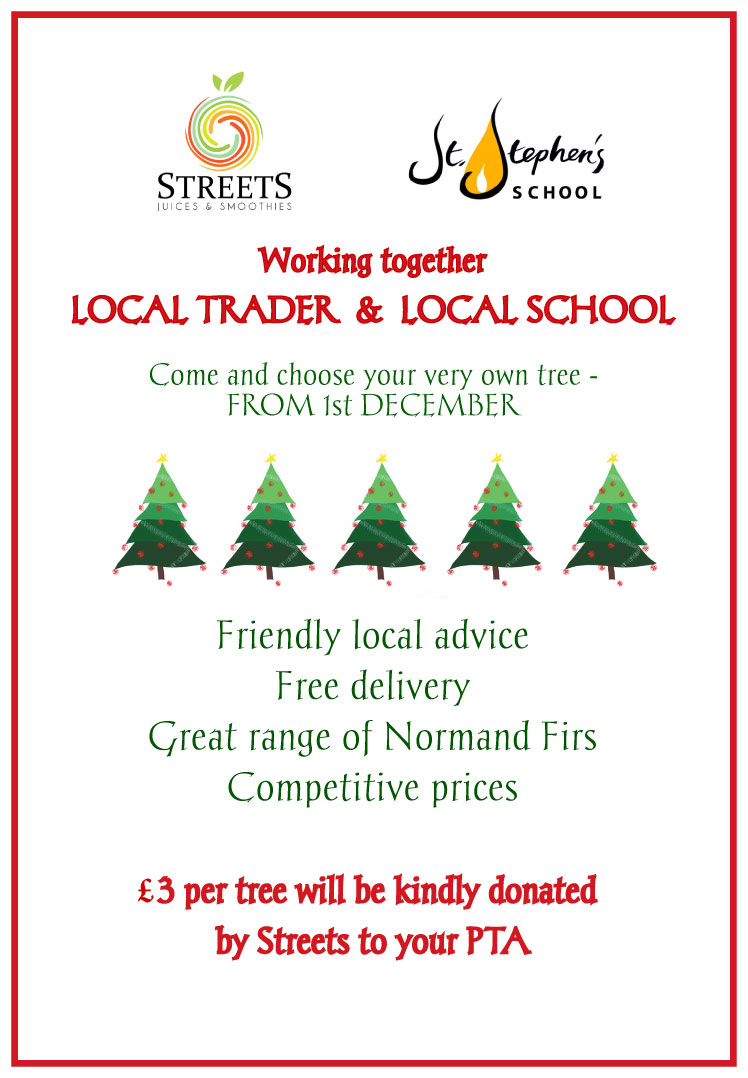 STREETS
JUICES & SMOOTHIES
St. Stephen's
SCHOOL
Working together
LOCAL TRADER & LOCAL SCHOOL
Come and choose your very own tree -
FROM 1st DECEMBER
Friendly local advice
Free delivery
Great range of Normand Firs
Competitive prices
£3 per tree will be kindly donated
by Streets to your PTA